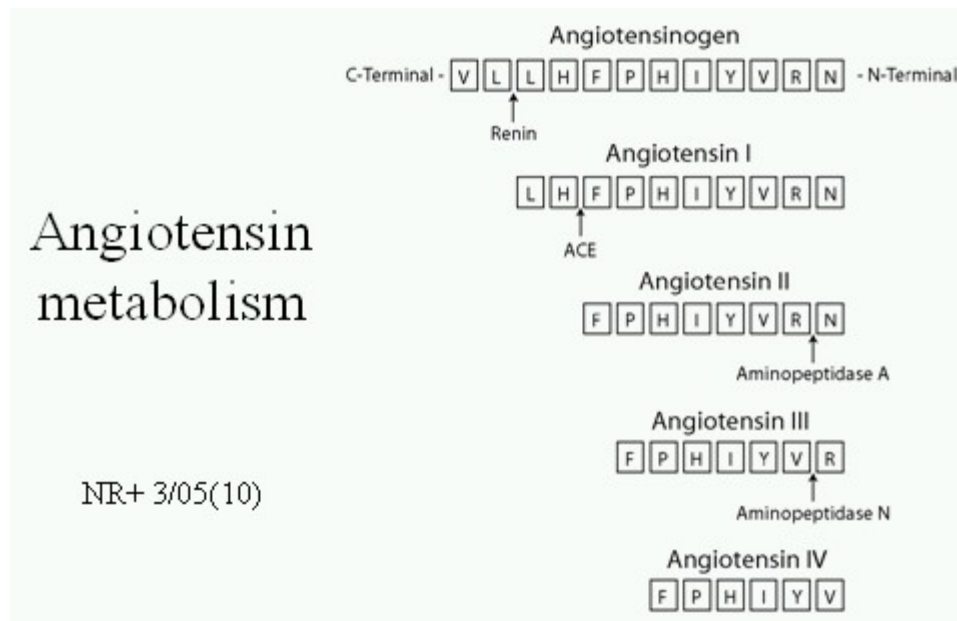 Angiotensinogen
C-Terminal - V L L H F P H I Y V R N - N-Terminal
Renin
Angiotensin I
L H F P H I Y V R N
ACE
Angiotensin
metabolism
Angiotensin II
F P H I Y V R N
Aminopeptidase A
Angiotensin III
F P H I Y V R
Aminopeptidase N
NR+ 3/05(10)
Angiotensin IV
F P H I Y V